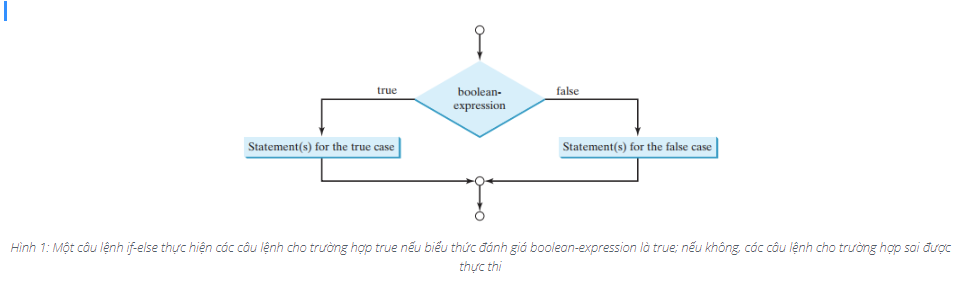 true
boolean-
expression
false
Statement(s) for the true case
Statement(s) for the false case
Hình 1: Một câu lệnh if-else thực hiện các câu lệnh cho trường hợp true nếu biểu thức đánh giá boolean-expression là true; nếu không, các câu lệnh cho trường hợp sai được
thực thi